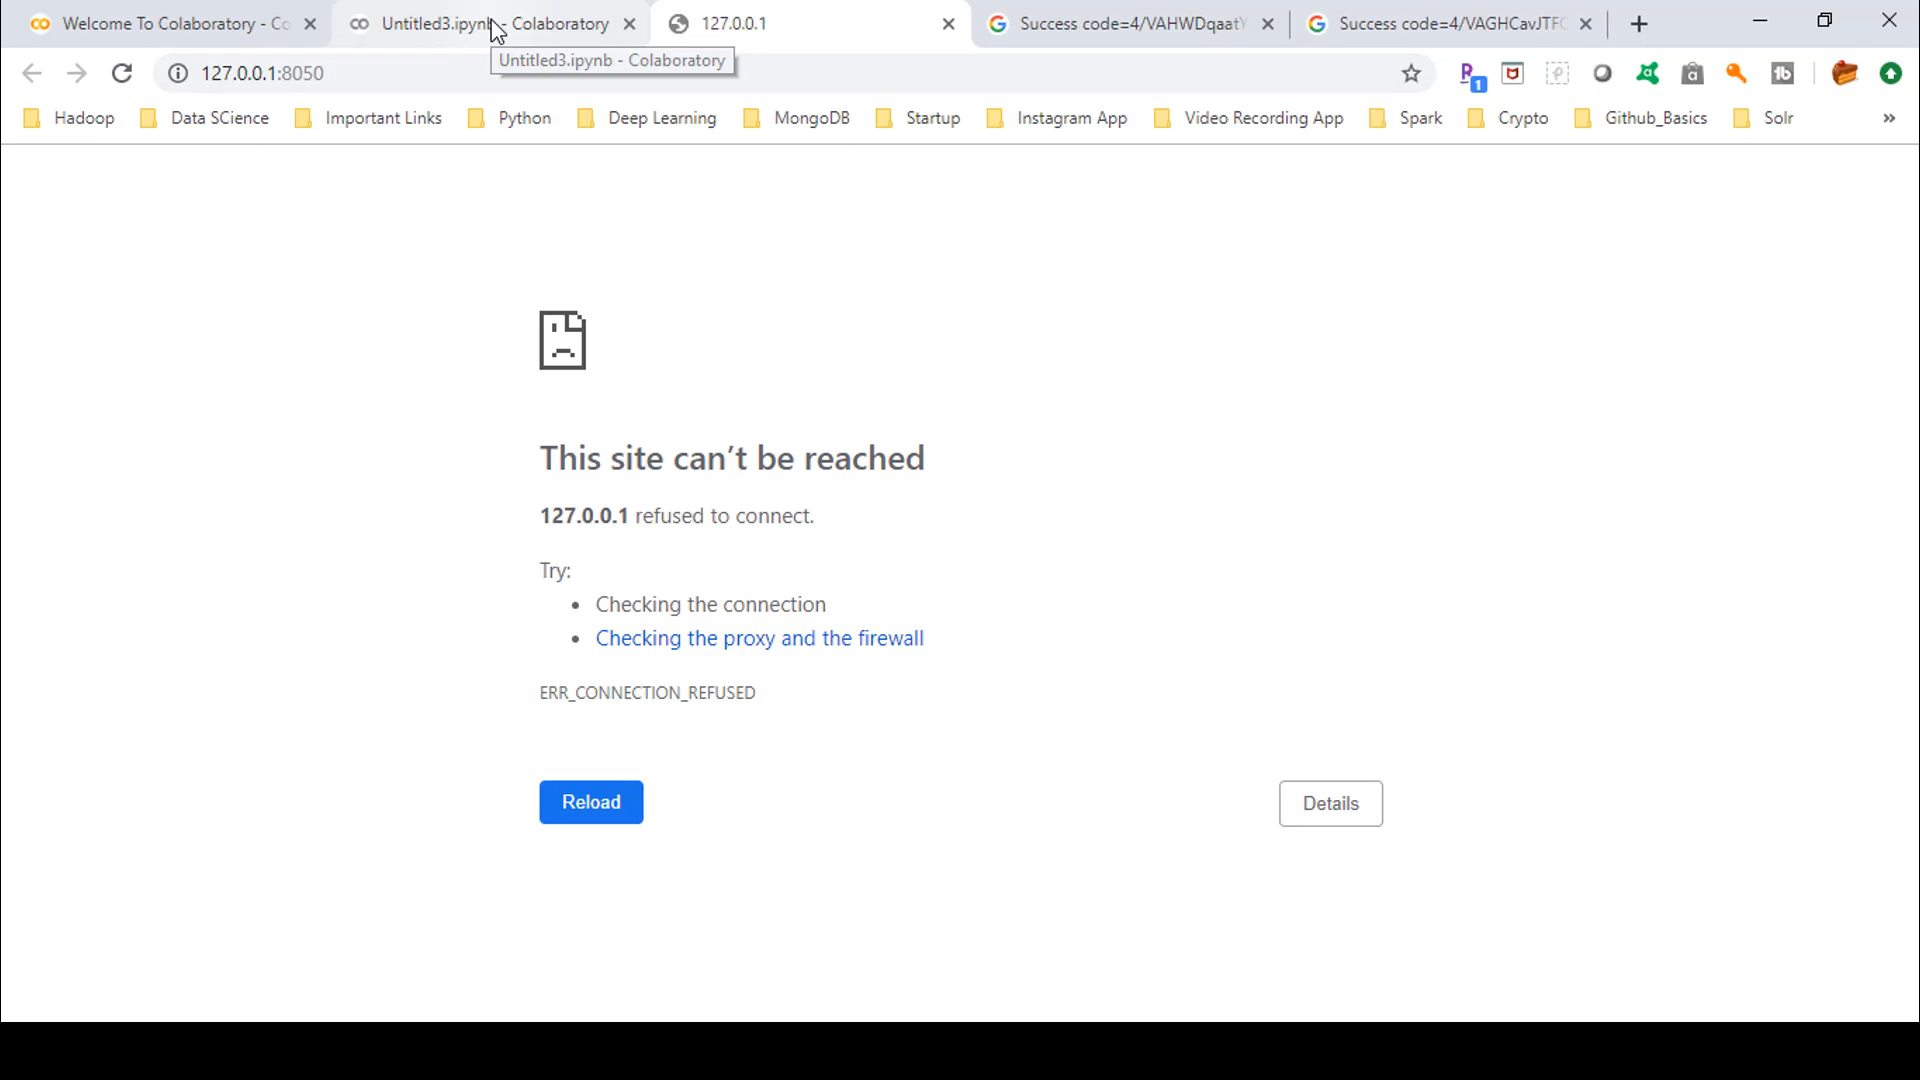 Welcome To Colaboratory - Co
Untitled3.ipynb - Colaboratory
127.0.0.1
Success code=4/VAHWDqaatY
Success code=4/VAGHCavJTFC
127.0.0.1:8050
Untitled3.ipynb - Colaboratory
1
Hadoop
Data SCience
Important Links
Python
Deep Learning
MongoDB
Startup
Instagram App
Video Recording App
Spark
Crypto
Github_Basics
Solr
»
This site can’t be reached
127.0.0.1 refused to connect.
Try:
• Checking the connection
• Checking the proxy and the firewall
ERR_CONNECTION_REFUSED
Reload
Details